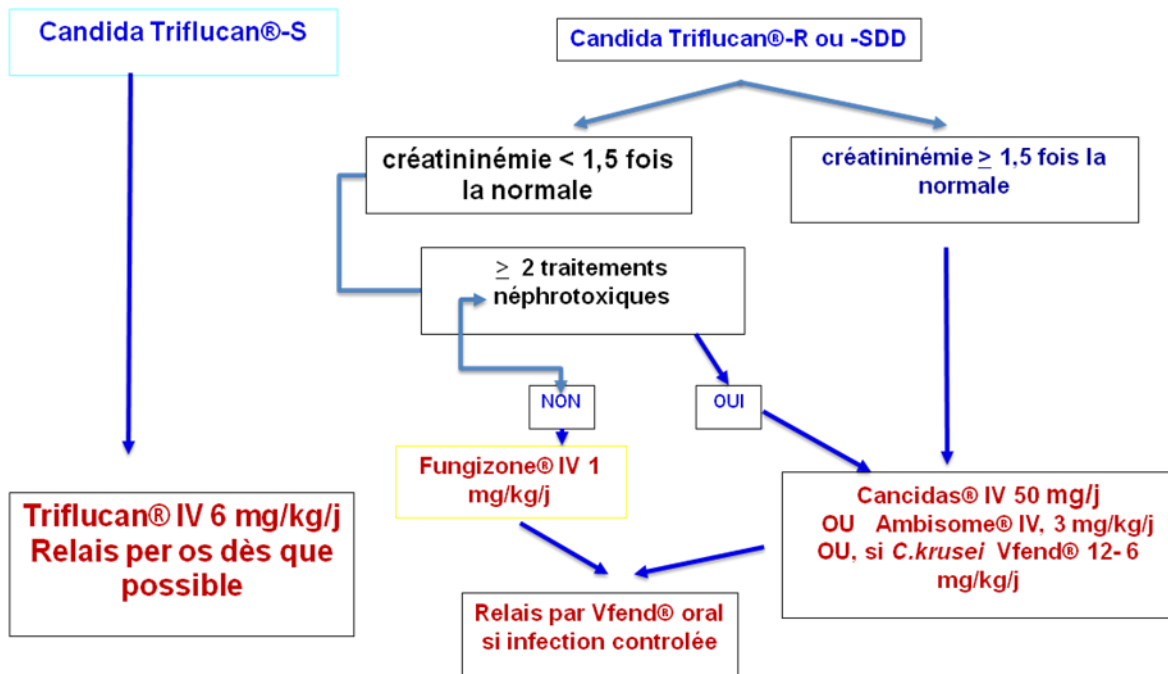 Candida Triflucan®-S
Candida Triflucan®-R ou -SDD
créatininémie < 1,5 fois
la normale
créatininémie ≥ 1,5 fois la
normale
≥ 2 traitements
néphrotoxiques
NON
OUI
Fungizone® IV 1
mg/kg/j
Triflucan® IV 6 mg/kg/j
Relais per os dès que
possible
Cancidas® IV 50 mg/j
OU Ambisome® IV, 3 mg/kg/j
OU, si C.krusei Vfend® 12- 6
mg/kg/j
Relais par Vfend® oral
si infection controlée